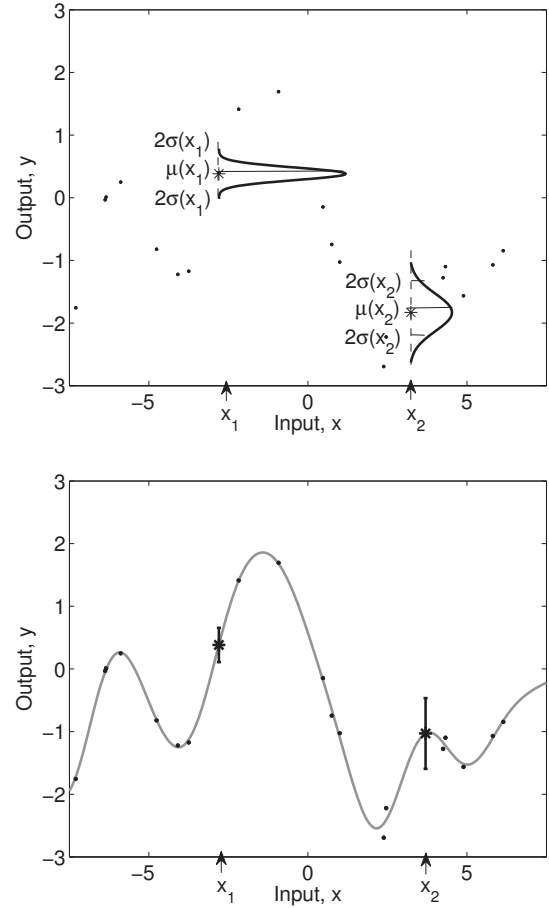 3
2
1
0
−1
−2
−3
Output, y
2σ(x₁)
μ(x₁)
2σ(x₁)
2σ(x₂)
μ(x₂)
2σ(x₂)
−5
0
5
x₁
Input, x
x₂
3
2
1
0
−1
−2
−3
Output, y
−5
0
5
x₁
Input, x
x₂